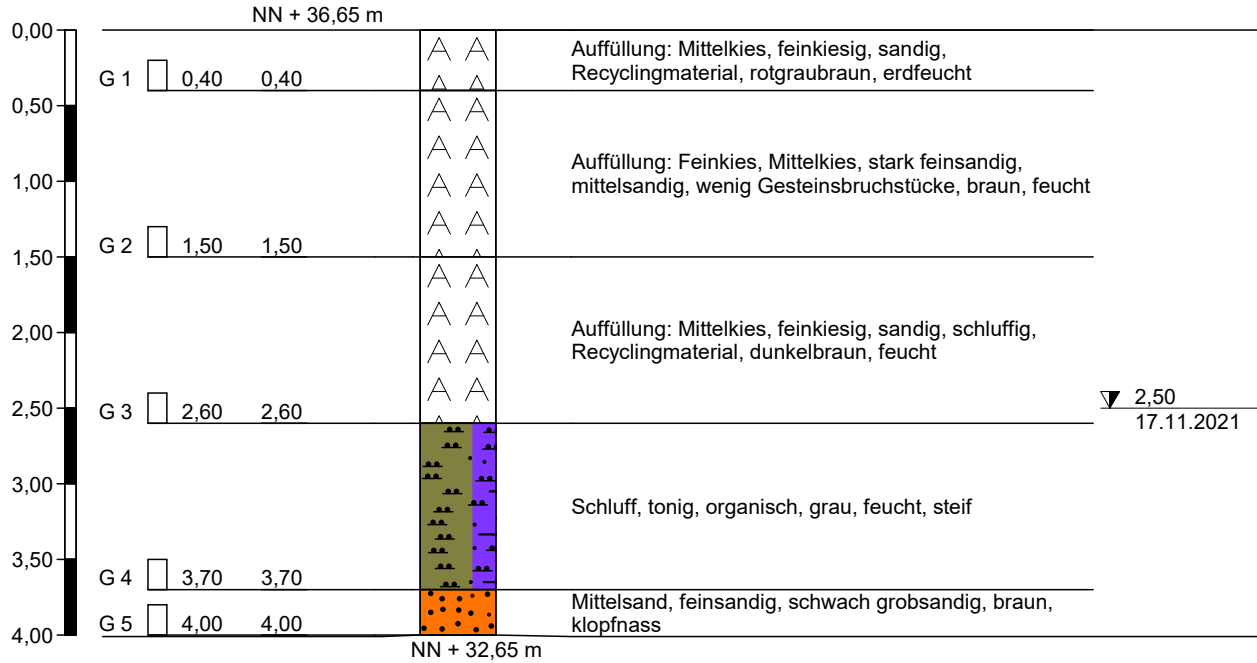 NN + 36,65 m
0,00
Auffüllung: Mittelkies, feinkiesig, sandig,
Recyclingmaterial, rotgraubraun, erdfeucht
G 1 0,40 0,40
0,50
Auffüllung: Feinkies, Mittelkies, stark feinsandig,
mittelsandig, wenig Gesteinsbruchstücke, braun, feucht
1,00
G 2 1,50 1,50
1,50
Auffüllung: Mittelkies, feinkiesig, sandig, schluffig,
Recyclingmaterial, dunkelbraun, feucht
2,00
2,50
17.11.2021
G 3 2,60 2,60
2,50
3,00
Schluff, tonig, organisch, grau, feucht, steif
3,50
G 4 3,70 3,70
Mittelsand, feinsandig, schwach grobsandig, braun,
klopfnass
G 5 4,00 4,00
4,00
NN + 32,65 m